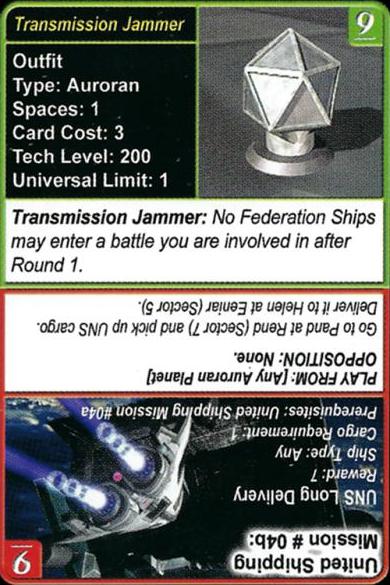 Transmission Jammer
9
Outfit
Type: Auroran
Spaces: 1
Card Cost: 3
Tech Level: 200
Universal Limit: 1
Transmission Jammer: No Federation Ships
may enter a battle you are involved in after
Round 1.
United Shipping
Mission # 04b:
9
UNS Long Delivery
Reward: 7
Ship Type: Any
Cargo Requirement: 1
Prerequisites: United Shipping Mission #04a
PLAY FROM: [Any Auroran Planet]
OPPOSITION: None.
Go to Pand at Rend (Sector 7) and pick up UNS cargo.
Deliver it to Helen at Eeniar (Sector 5).